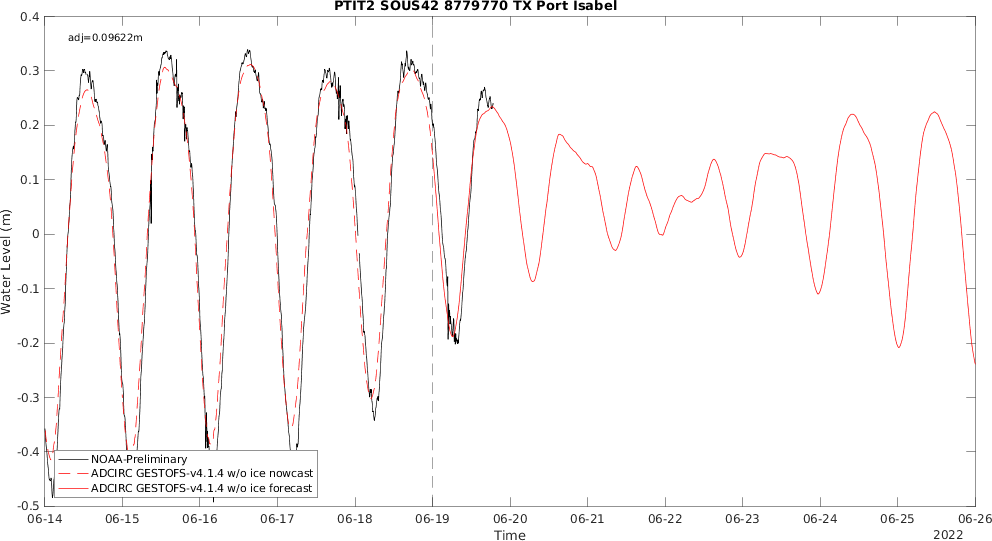 PTIT2 SOUS42 8779770 TX Port Isabel
adj=0.09622m
Water Level (m)
0.4
0.3
0.2
0.1
0
-0.1
-0.2
-0.3
-0.4
-0.5
NOAA-Preliminary
ADCIRC GESTOFS-v4.1.4 w/o ice nowcast
ADCIRC GESTOFS-v4.1.4 w/o ice forecast
06-14 06-15 06-16 06-17 06-18 06-19 06-20 06-21 06-22 06-23 06-24 06-25 06-26
Time
2022